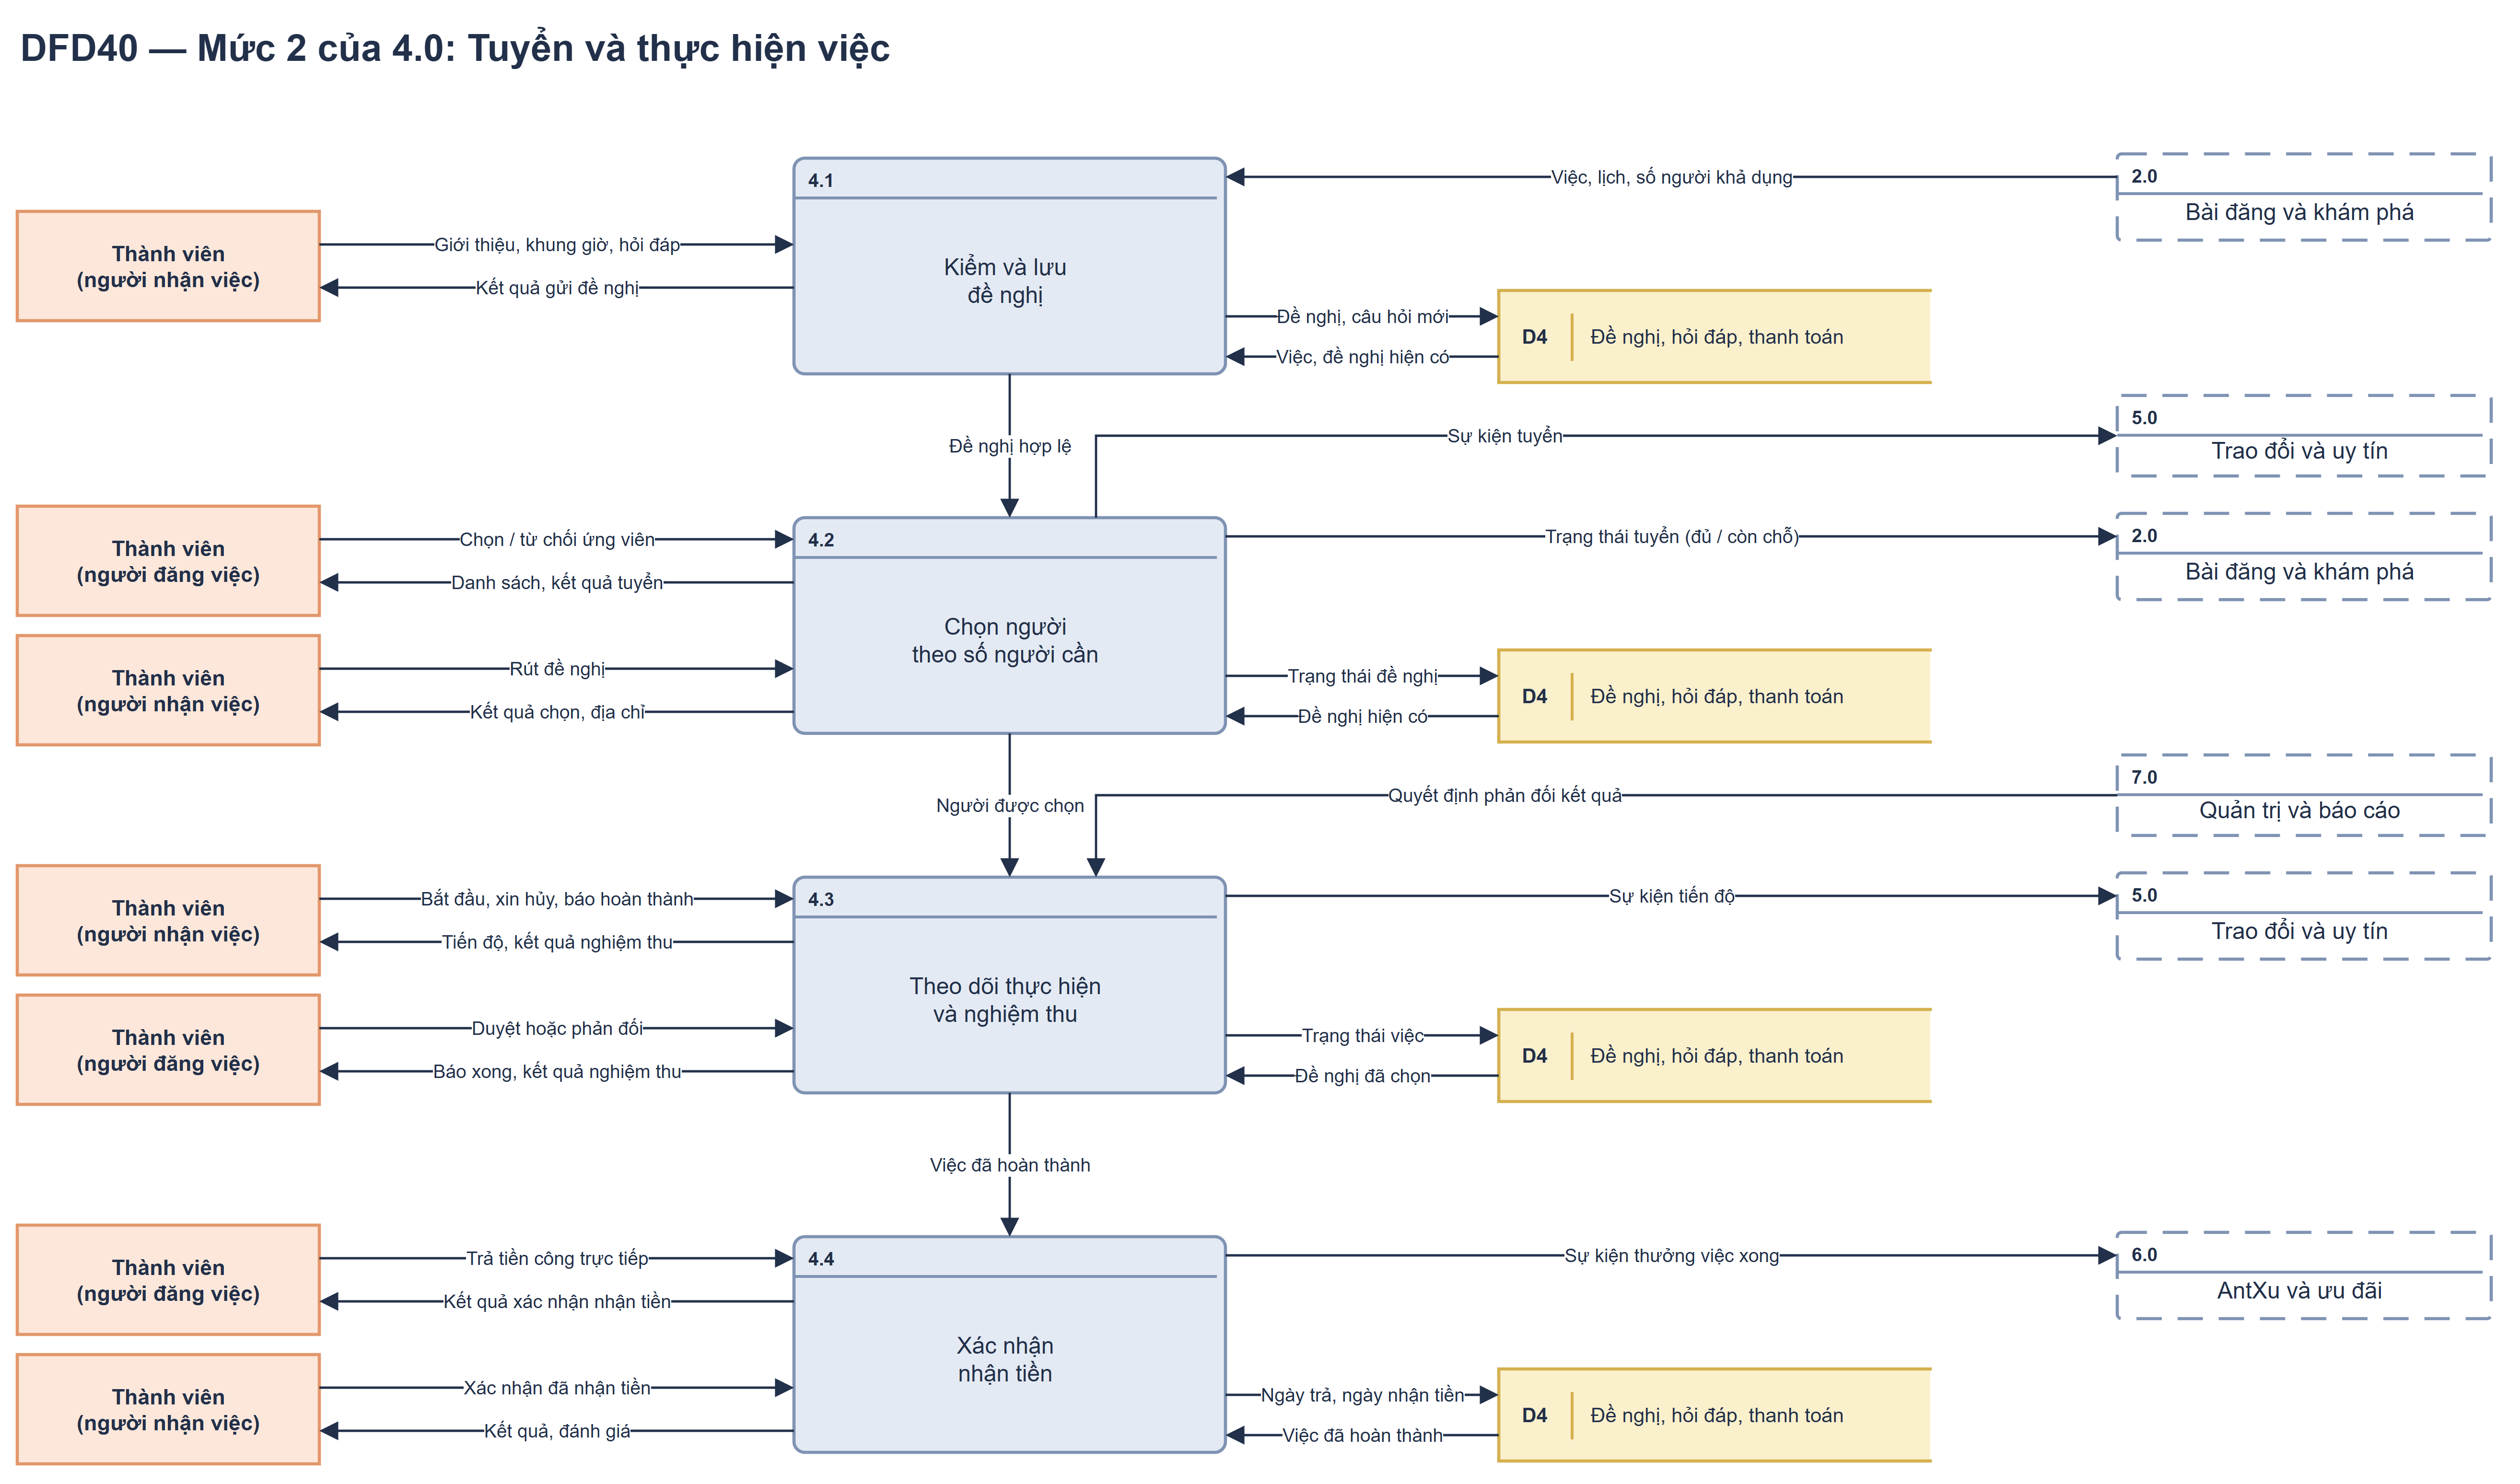 DFD40 — Mức 2 của 4.0: Tuyển và thực hiện việc
4.1
Kiểm và lưu
đề nghị
Thành viên
(người nhận việc)
Giới thiệu, khung giờ, hỏi đáp
Kết quả gửi đề nghị
Việc, lịch, số người khả dụng
2.0
Bài đăng và khám phá
Đề nghị, câu hỏi mới
Việc, đề nghị hiện có
D4
Đề nghị, hỏi đáp, thanh toán
Đề nghị hợp lệ
Sự kiện tuyển
5.0
Trao đổi và uy tín
4.2
Chọn người
theo số người cần
Thành viên
(người đăng việc)
Chọn / từ chối ứng viên
Danh sách, kết quả tuyển
Trạng thái tuyển (đủ / còn chỗ)
2.0
Bài đăng và khám phá
Thành viên
(người nhận việc)
Rút đề nghị
Kết quả chọn, địa chỉ
Trạng thái đề nghị
Đề nghị hiện có
D4
Đề nghị, hỏi đáp, thanh toán
Người được chọn
Quyết định phản đối kết quả
7.0
Quản trị và báo cáo
4.3
Theo dõi thực hiện
và nghiệm thu
Thành viên
(người nhận việc)
Bắt đầu, xin hủy, báo hoàn thành
Tiến độ, kết quả nghiệm thu
Sự kiện tiến độ
5.0
Trao đổi và uy tín
Thành viên
(người đăng việc)
Duyệt hoặc phản đối
Báo xong, kết quả nghiệm thu
Trạng thái việc
Đề nghị đã chọn
D4
Đề nghị, hỏi đáp, thanh toán
Việc đã hoàn thành
4.4
Xác nhận
nhận tiền
Thành viên
(người đăng việc)
Trả tiền công trực tiếp
Kết quả xác nhận nhận tiền
Sự kiện thưởng việc xong
6.0
AntXu và ưu đãi
Thành viên
(người nhận việc)
Xác nhận đã nhận tiền
Kết quả, đánh giá
Ngày trả, ngày nhận tiền
Việc đã hoàn thành
D4
Đề nghị, hỏi đáp, thanh toán